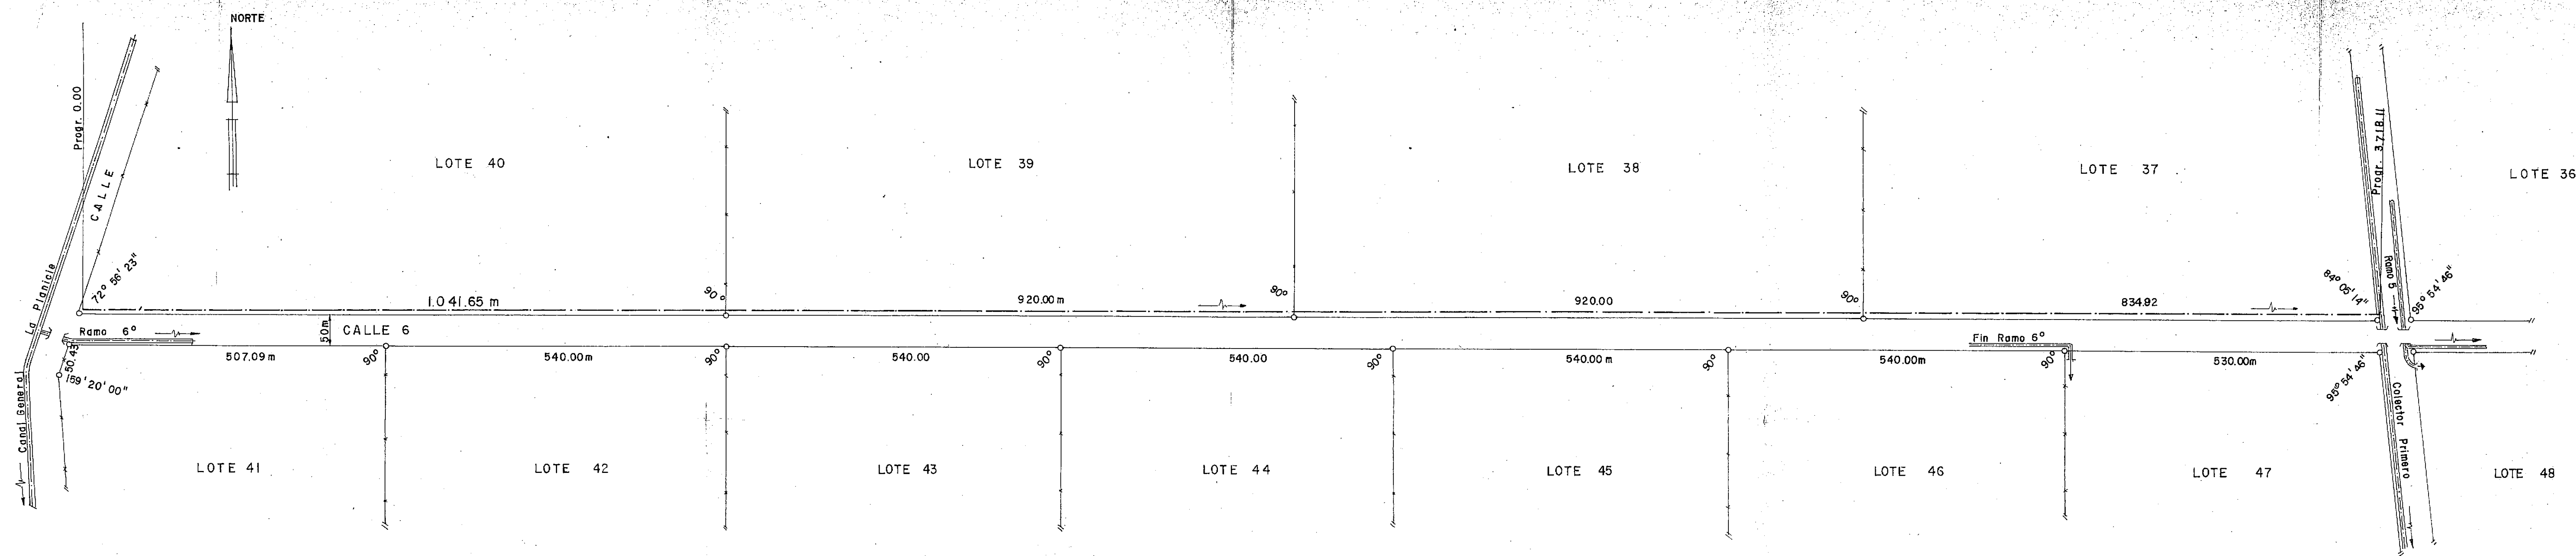 NORTE
Progr. 0.00
CALLE
LOTE 40
LOTE 39
LOTE 38
LOTE 37
Progr. 3.718.17
LOTE 36
La Planicie
72° 56' 23"
1.041.65 m
90°
920.00 m
90°
920.00
90°
834.92
84° 05' 14"
Ramo 5
95° 54' 46"
Ramo 6°
50m
CALLE 6
Fin Ramo 6°
50.43
159° 20' 00"
507.09 m
90°
540.00m
90°
540.00
90°
540.00
90°
540.00 m
90°
540.00m
90°
530.00m
95° 54' 46"
Canal General
Colector Primero
LOTE 41
LOTE 42
LOTE 43
LOTE 44
LOTE 45
LOTE 46
LOTE 47
LOTE 48